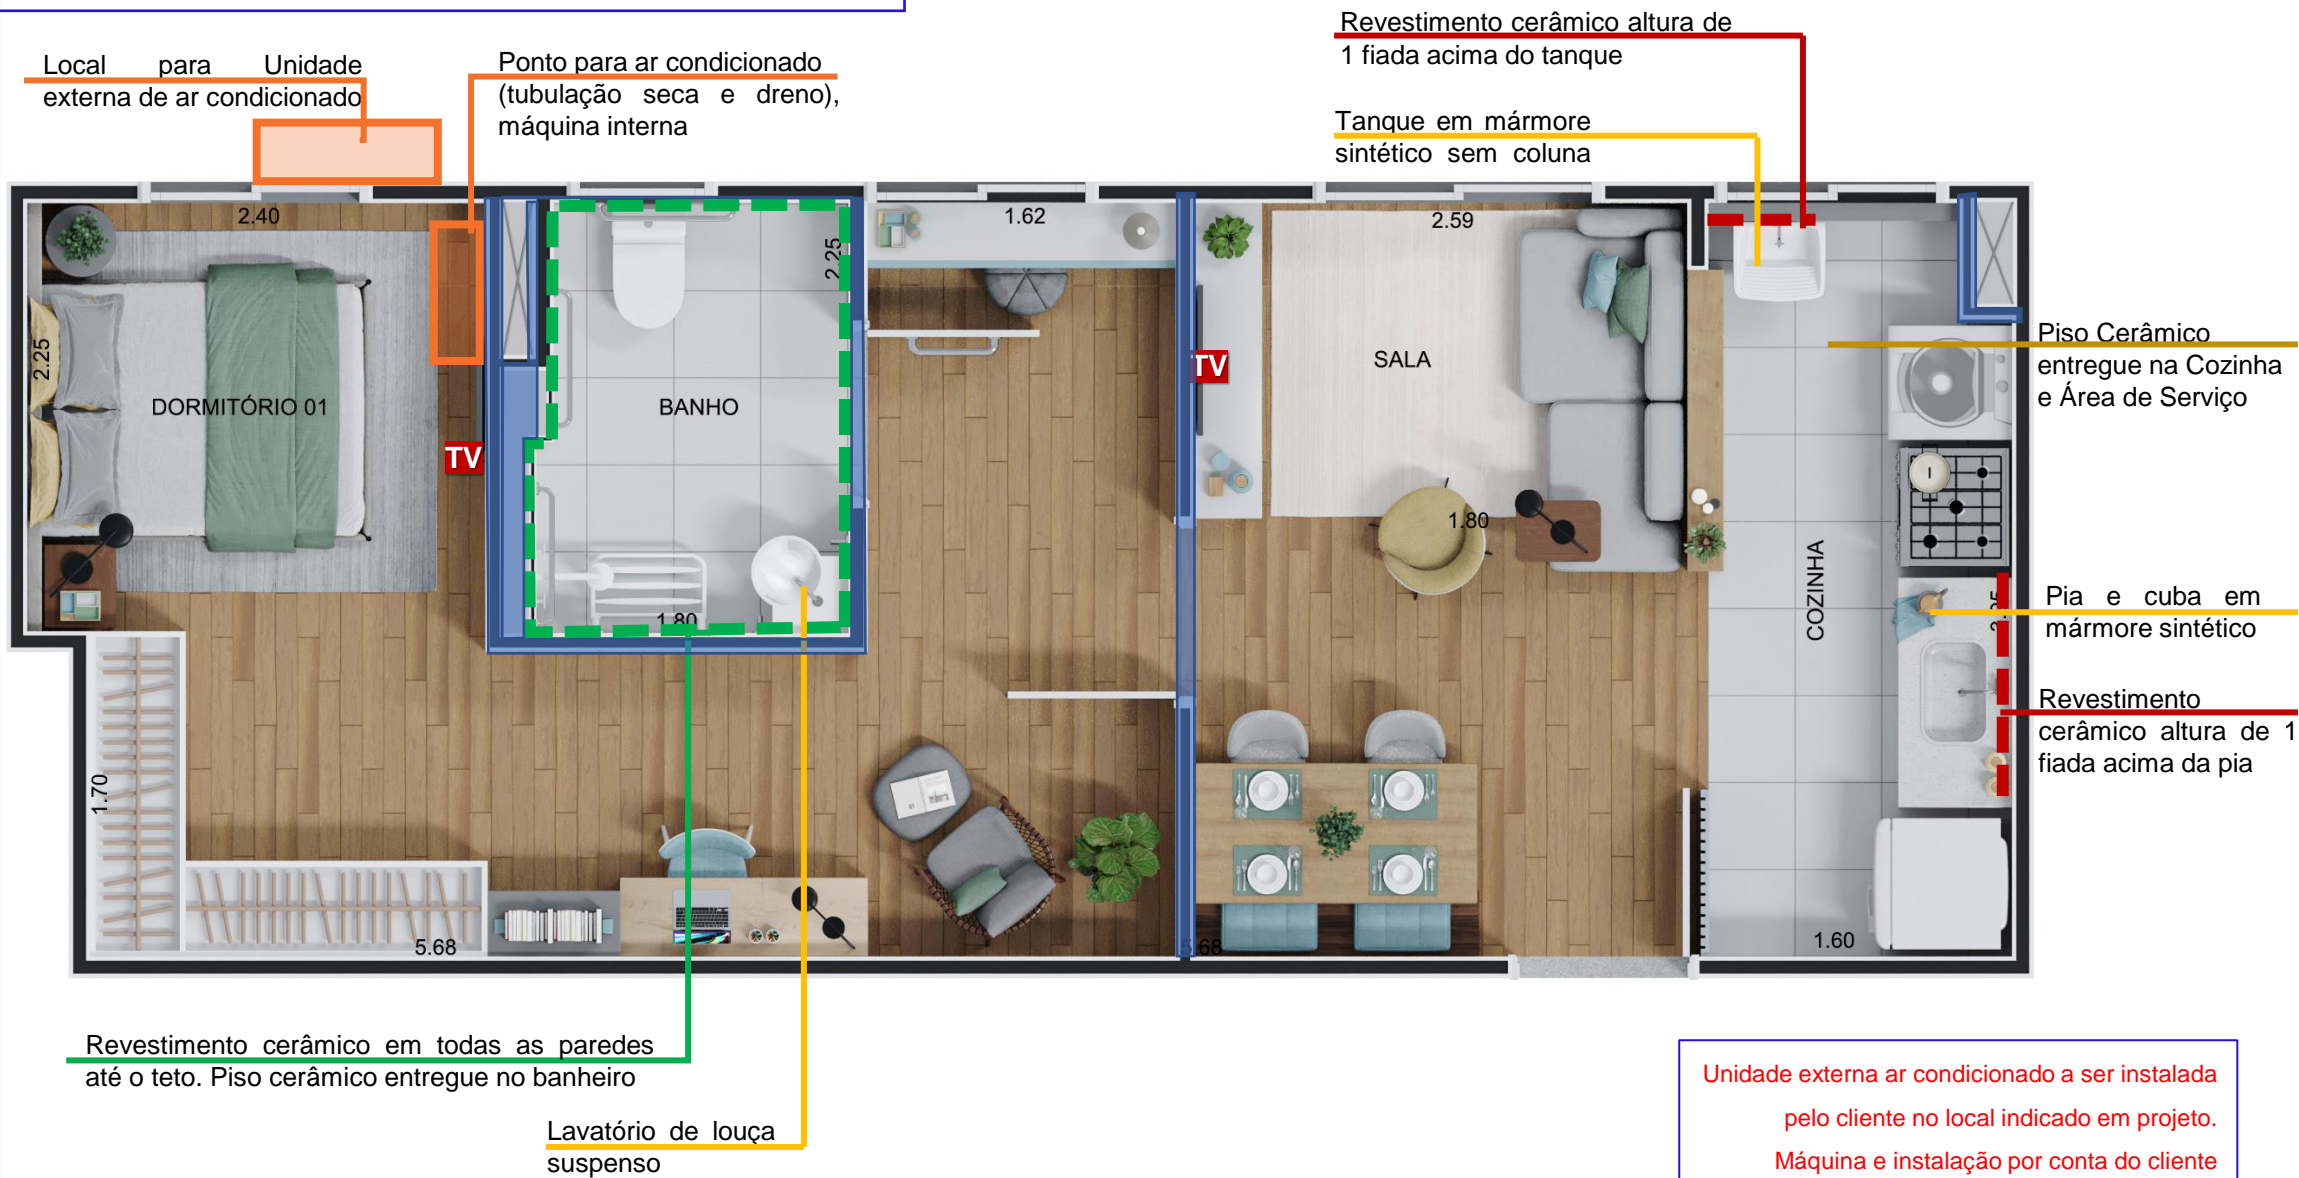 Revestimento cerâmico altura de
1 fiada acima do tanque
Local para Unidade
externa de ar condicionado
Ponto para ar condicionado
(tubulação seca e dreno),
máquina interna
Tanque em mármore
sintético sem coluna
2.40
2.25
1.62
2.59
2.25
DORMITÓRIO 01
TV
BANHO
1.80
TV
SALA
1.80
COZINHA
Piso Cerâmico
entregue na Cozinha
e Área de Serviço
Pia e cuba em
mármore sintético
Revestimento
cerâmico altura de 1
fiada acima da pia
1.70
5.68
5.68
1.60
Revestimento cerâmico em todas as paredes
até o teto. Piso cerâmico entregue no banheiro
Lavatório de louça
suspenso
Unidade externa ar condicionado a ser instalada
pelo cliente no local indicado em projeto.
Máquina e instalação por conta do cliente